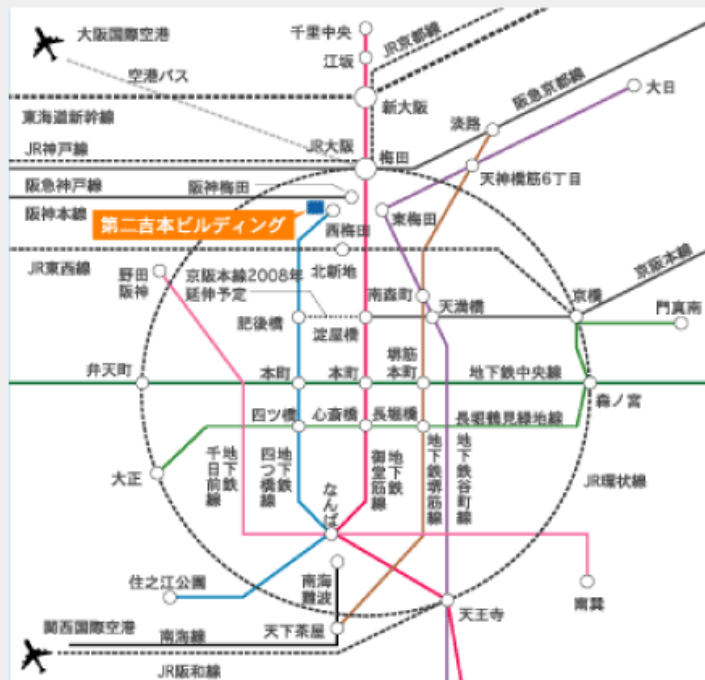 大阪国際空港
千里中央
JR京都線
江坂
空港バス
新大阪
阪急京都線
大日
東海道新幹線
淡路
JR神戸線
JR大阪
梅田
阪急神戸線
阪神梅田
天神橋筋6丁目
阪神本線
第二吉本ビルディング
西梅田
東梅田
JR東西線
北新地
京阪本線
野田
阪神
京阪本線2008年
延伸予定
南森町
天満橋
京橋
門真南
肥後橋
淀屋橋
堺筋
本町
弁天町
本町
本町
地下鉄中央線
森ノ宮
四ツ橋
心斎橋
長堀橋
長堀鶴見緑地線
大正
地下鉄
千日前線
地下鉄
四つ橋線
地下鉄
御堂筋線
地下鉄堺筋線
地下鉄谷町線
JR環状線
なんば
住之江公園
南海
難波
南巽
関西国際空港
南海線
天下茶屋
天王寺
JR阪和線